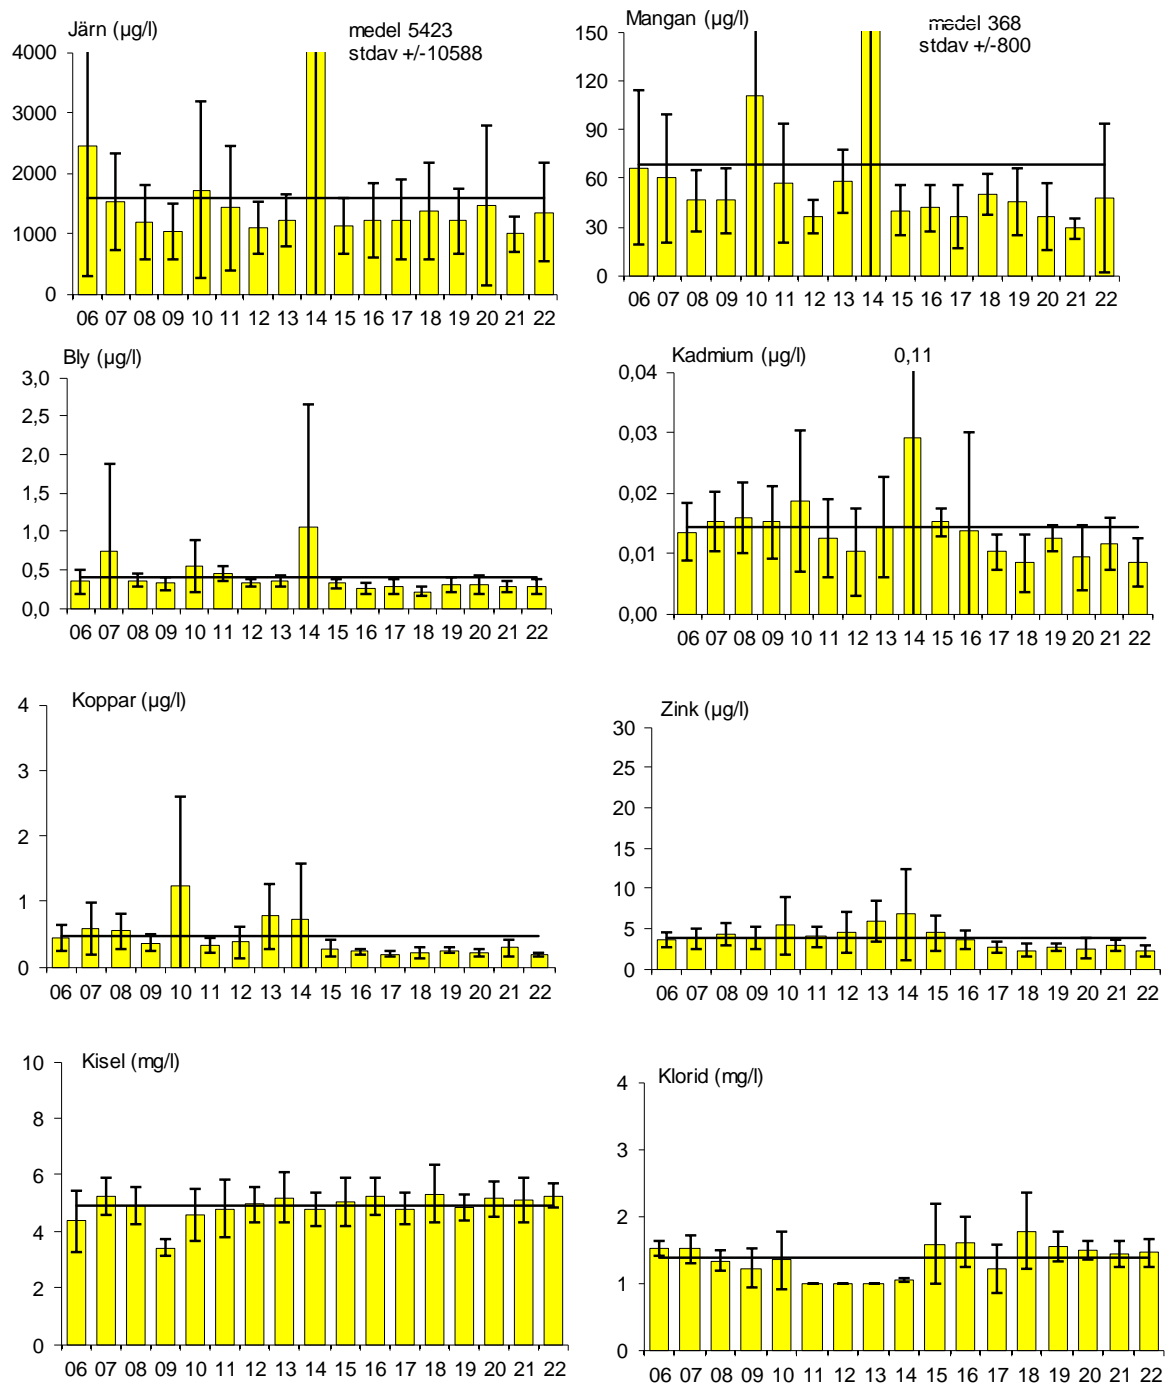 Järn (µg/l)
medel 5423
stdav +/-10588
4000
3000
2000
1000
0
06 07 08 09 10 11 12 13 14 15 16 17 18 19 20 21 22
Mangan (µg/l)
medel 368
stdav +/-800
150
120
90
60
30
0
06 07 08 09 10 11 12 13 14 15 16 17 18 19 20 21 22
Bly (µg/l)
3,0
2,5
2,0
1,5
1,0
0,5
0,0
06 07 08 09 10 11 12 13 14 15 16 17 18 19 20 21 22
Kadmium (µg/l)
0,11
0,04
0,03
0,02
0,01
0,00
06 07 08 09 10 11 12 13 14 15 16 17 18 19 20 21 22
Koppar (µg/l)
4
3
2
1
0
06 07 08 09 10 11 12 13 14 15 16 17 18 19 20 21 22
Zink (µg/l)
30
25
20
15
10
5
0
06 07 08 09 10 11 12 13 14 15 16 17 18 19 20 21 22
Kisel (mg/l)
10
8
6
4
2
0
06 07 08 09 10 11 12 13 14 15 16 17 18 19 20 21 22
Klorid (mg/l)
4
3
2
1
0
06 07 08 09 10 11 12 13 14 15 16 17 18 19 20 21 22